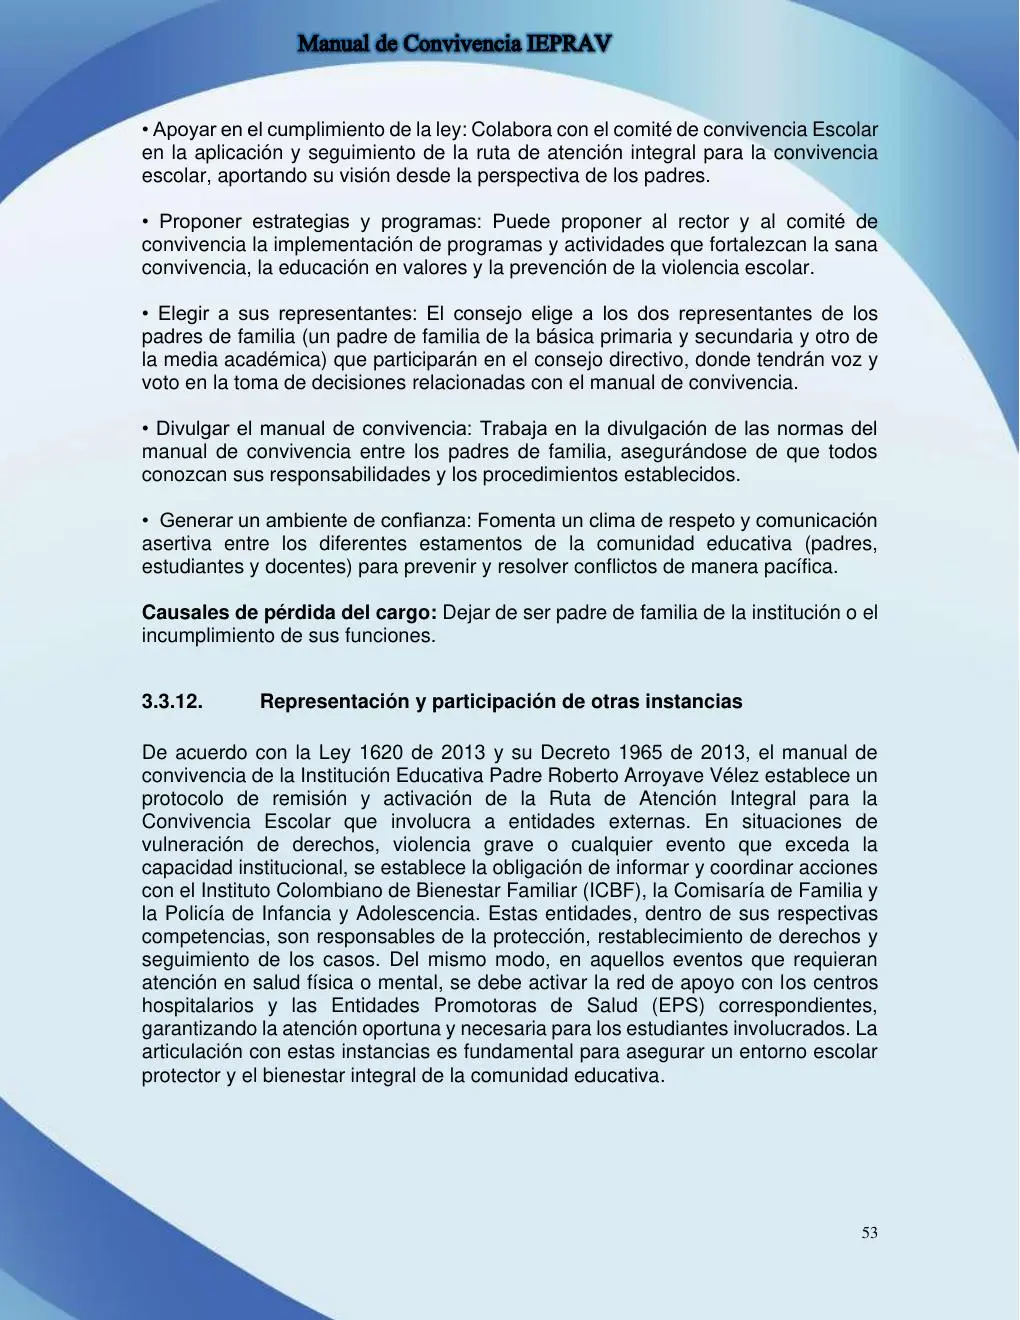 Manual de Convivencia IEPRAV
• Apoyar en el cumplimiento de la ley: Colabora con el comité de convivencia Escolar
en la aplicación y seguimiento de la ruta de atención integral para la convivencia
escolar, aportando su visión desde la perspectiva de los padres.
• Proponer estrategias y programas: Puede proponer al rector y al comité de
convivencia la implementación de programas y actividades que fortalezcan la sana
convivencia, la educación en valores y la prevención de la violencia escolar.
• Elegir a sus representantes: El consejo elige a los dos representantes de los
padres de familia (un padre de familia de la básica primaria y secundaria y otro de
la media académica) que participarán en el consejo directivo, donde tendrán voz y
voto en la toma de decisiones relacionadas con el manual de convivencia.
• Divulgar el manual de convivencia: Trabaja en la divulgación de las normas del
manual de convivencia entre los padres de familia, asegurándose de que todos
conozcan sus responsabilidades y los procedimientos establecidos.
• Generar un ambiente de confianza: Fomenta un clima de respeto y comunicación
asertiva entre los diferentes estamentos de la comunidad educativa (padres,
estudiantes y docentes) para prevenir y resolver conflictos de manera pacífica.
Causales de pérdida del cargo: Dejar de ser padre de familia de la institución o el
incumplimiento de sus funciones.
3.3.12. Representación y participación de otras instancias
De acuerdo con la Ley 1620 de 2013 y su Decreto 1965 de 2013, el manual de
convivencia de la Institución Educativa Padre Roberto Arroyave Vélez establece un
protocolo de remisión y activación de la Ruta de Atención Integral para la
Convivencia Escolar que involucra a entidades externas. En situaciones de
vulneración de derechos, violencia grave o cualquier evento que exceda la
capacidad institucional, se establece la obligación de informar y coordinar acciones
con el Instituto Colombiano de Bienestar Familiar (ICBF), la Comisaría de Familia y
la Policía de Infancia y Adolescencia. Estas entidades, dentro de sus respectivas
competencias, son responsables de la protección, restablecimiento de derechos y
seguimiento de los casos. Del mismo modo, en aquellos eventos que requieran
atención en salud física o mental, se debe activar la red de apoyo con los centros
hospitalarios y las Entidades Promotoras de Salud (EPS) correspondientes,
garantizando la atención oportuna y necesaria para los estudiantes involucrados. La
articulación con estas instancias es fundamental para asegurar un entorno escolar
protector y el bienestar integral de la comunidad educativa.
53